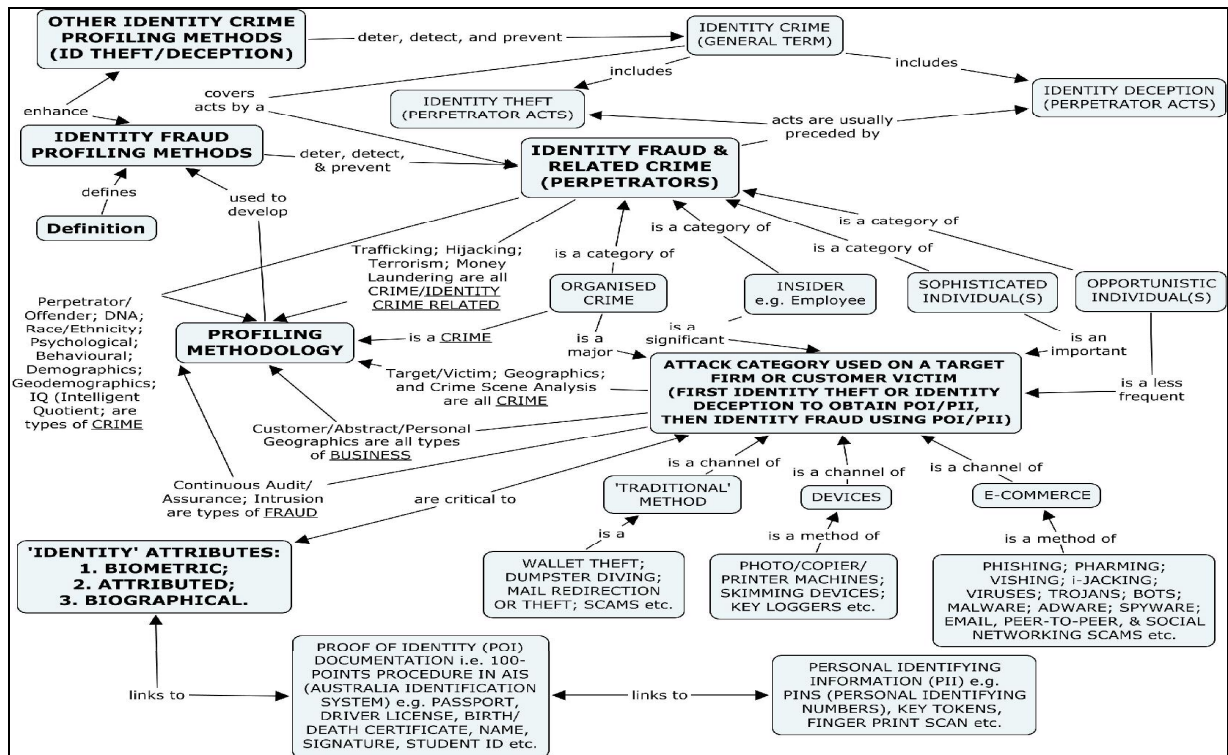 OTHER IDENTITY CRIME
PROFILING METHODS
(ID THEFT/DECEPTION)
deter, detect, and prevent
IDENTITY CRIME
(GENERAL TERM)
includes
includes
covers
acts by a
IDENTITY THEFT
(PERPETRATOR ACTS)
IDENTITY DECEPTION
(PERPETRATOR ACTS)
enhance
acts are usually
preceded by
IDENTITY FRAUD
PROFILING METHODS
deter, detect,
& prevent
IDENTITY FRAUD &
RELATED CRIME
(PERPETRATORS)
defines
used to
develop
Definition
is a category of
is a category of
is a category of
is a category of
Trafficking; Hijacking;
Terrorism; Money
Laundering are all
CRIME/IDENTITY
CRIME RELATED
ORGANISED
CRIME
INSIDER
e.g. Employee
SOPHISTICATED
INDIVIDUAL(S)
OPPORTUNISTIC
INDIVIDUAL(S)
Perpetrator/
Offender; DNA;
Race/Ethnicity;
Psychological;
Behavioural;
Demographics;
Geodemographics;
IQ (Intelligent
Quotient; are
types of CRIME
PROFILING
METHODOLOGY
is a CRIME
is a
major
is a
significant
is an
important
is a less
frequent
Target/Victim; Geographics;
and Crime Scene Analysis
are all CRIME
ATTACK CATEGORY USED ON A TARGET
FIRM OR CUSTOMER VICTIM
(FIRST IDENTITY THEFT OR IDENTITY
DECEPTION TO OBTAIN POI/PII,
THEN IDENTITY FRAUD USING POI/PII)
Customer/Abstract/Personal
Geographics are all types
of BUSINESS
Continuous Audit/
Assurance; Intrusion
are types of FRAUD
are critical to
is a channel of
is a channel of
is a channel of
'TRADITIONAL'
METHOD
DEVICES
E-COMMERCE
is a
is a method of
is a method of
'IDENTITY' ATTRIBUTES:
1. BIOMETRIC;
2. ATTRIBUTED;
3. BIOGRAPHICAL.
WALLET THEFT;
DUMPSTER DIVING;
MAIL REDIRECTION
OR THEFT; SCAMS etc.
PHOTO/COPIER/
PRINTER MACHINES;
SKIMMING DEVICES;
KEY LOGGERS etc.
PHISHING; PHARMING;
VISHING; i-JACKING;
VIRUSES; TROJANS; BOTS;
MALWARE; ADWARE; SPYWARE;
EMAIL, PEER-TO-PEER, & SOCIAL
NETWORKING SCAMS etc.
links to
PROOF OF IDENTITY (POI)
DOCUMENTATION i.e. 100-
POINTS PROCEDURE IN AIS
(AUSTRALIA IDENTIFICATION
SYSTEM) e.g. PASSPORT,
DRIVER LICENSE, BIRTH/
DEATH CERTIFICATE, NAME,
SIGNATURE, STUDENT ID etc.
links to
PERSONAL IDENTIFYING
INFORMATION (PII) e.g.
PINS (PERSONAL IDENTIFYING
NUMBERS), KEY TOKENS,
FINGER PRINT SCAN etc.